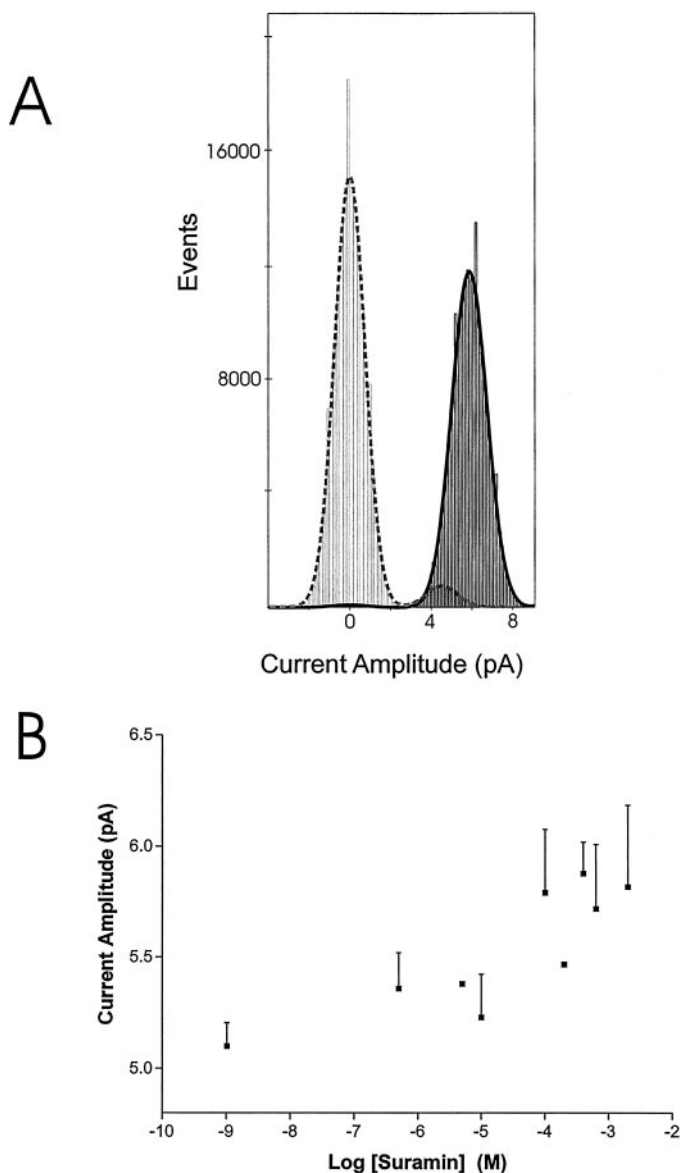 A
16000
8000
Events
0 4 8
Current Amplitude (pA)
B
6.5
6.0
5.5
5.0
Current Amplitude (pA)
-10 -9 -8 -7 -6 -5 -4 -3 -2
Log [Suramin] (M)